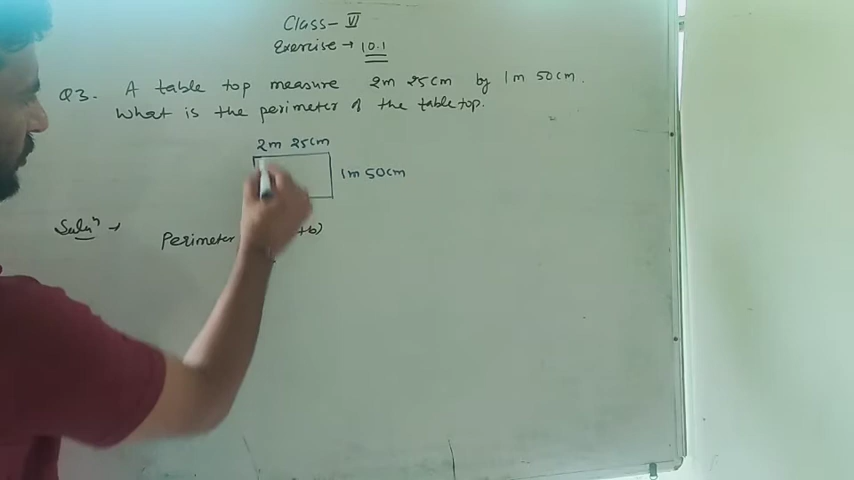 Class- VI
Exercise → 10.1
Q3. A table top measure 2m 25cm by 1m 50cm.
What is the perimeter of the table top.
2m 25cm
1m 50cm
Soluⁿ →
Perimeter +b)